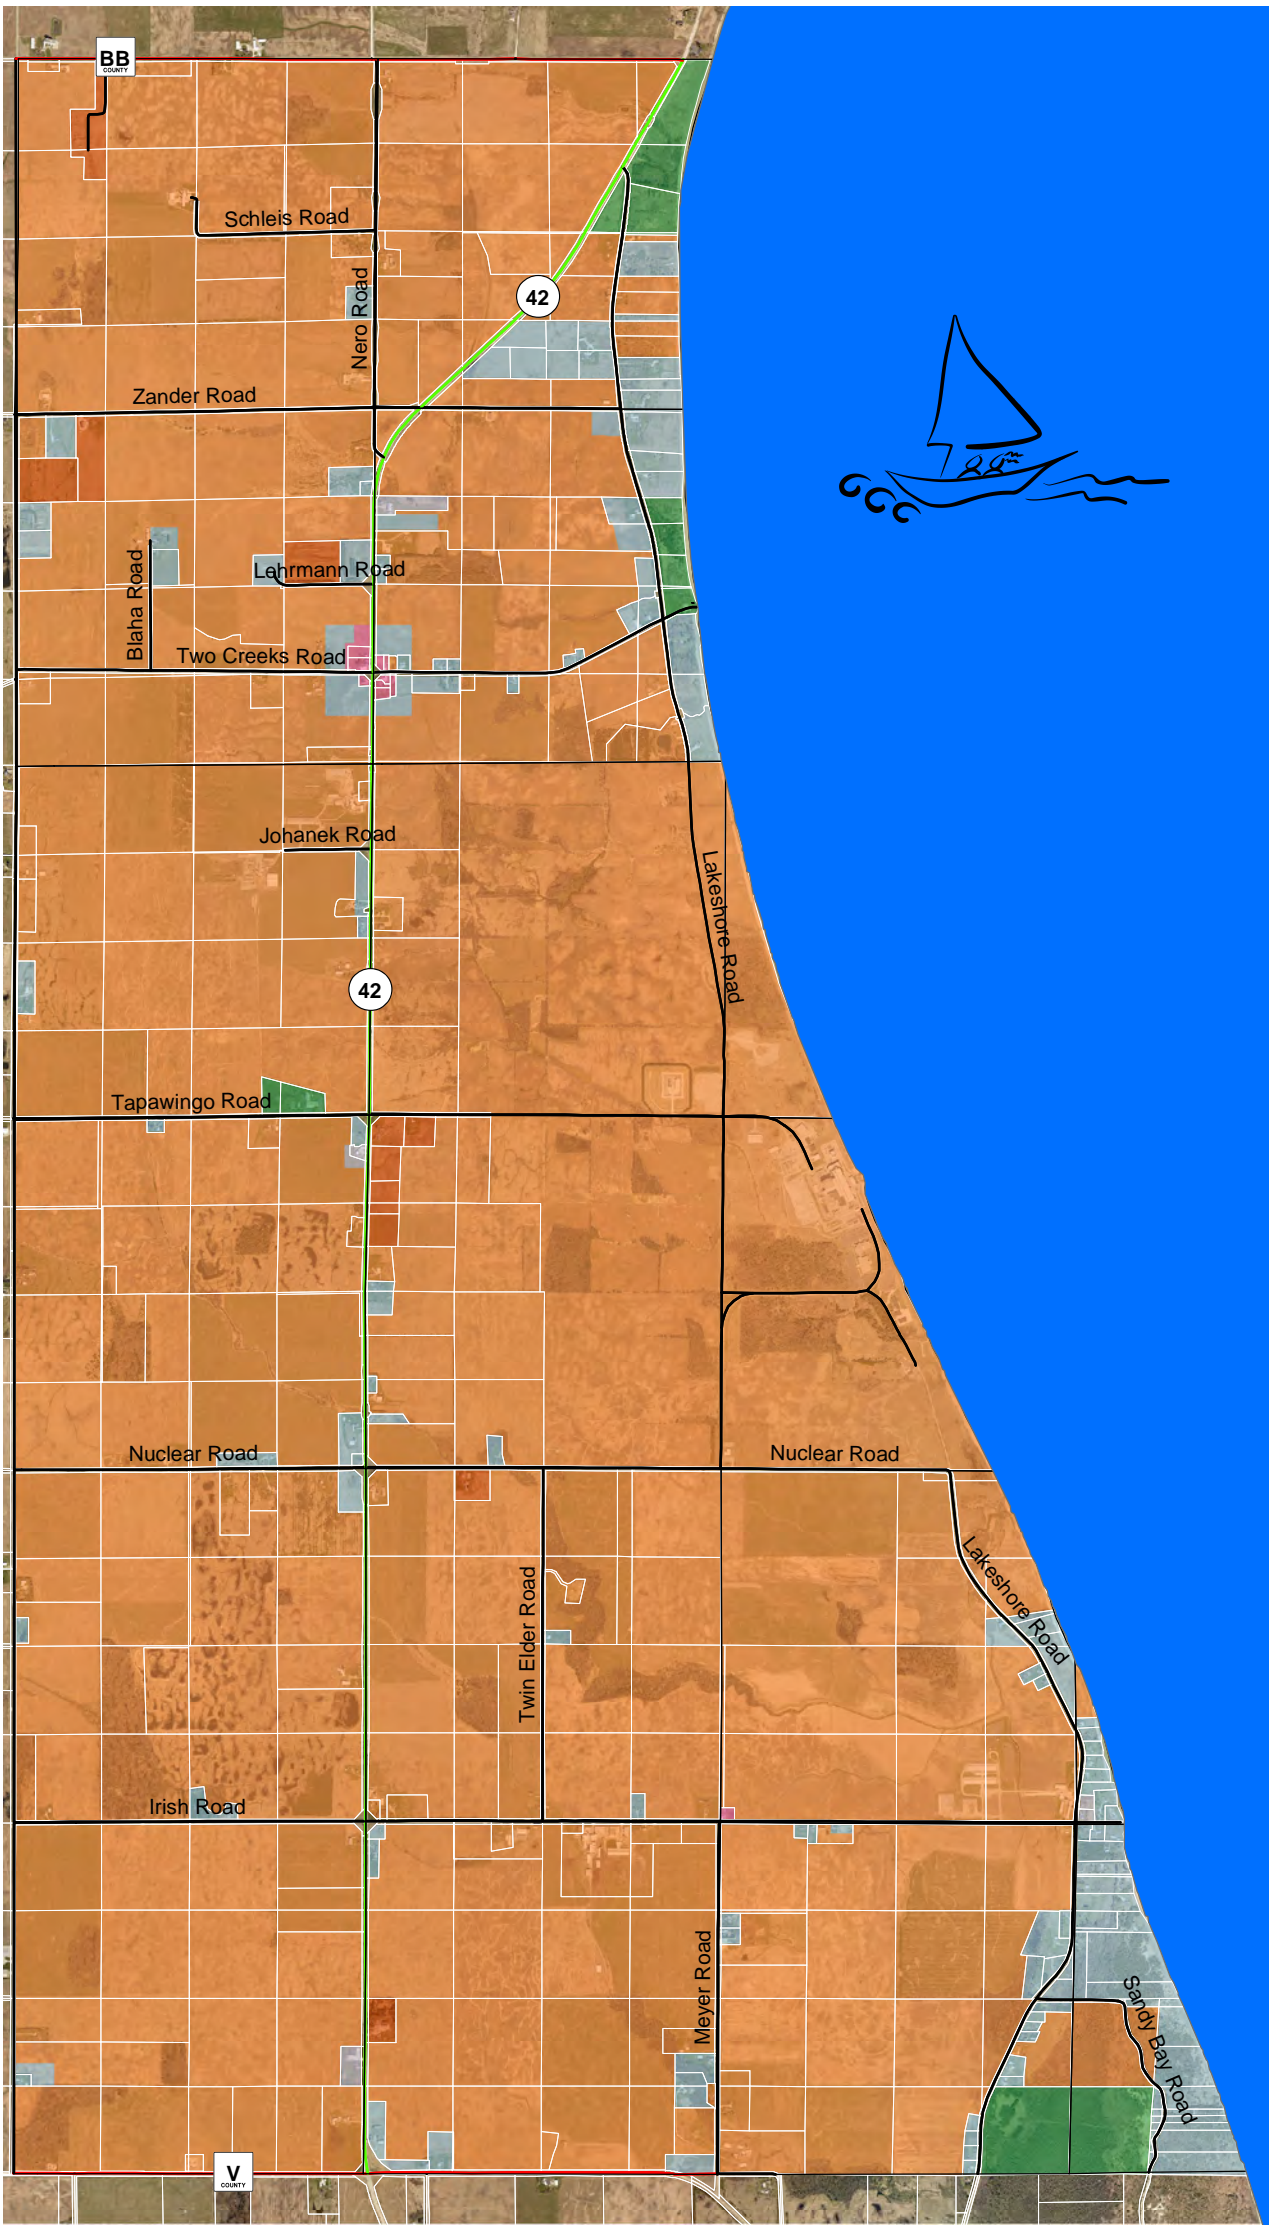 BB
COUNTY
Schleis Road
Nero Road
42
Zander Road
Blaha Road
Lehrmann Road
Two Creeks Road
Johanek Road
Lakeshore Road
42
Tapawingo Road
Nuclear Road
Nuclear Road
Lakeshore Road
Twin Elder Road
Irish Road
Meyer Road
Sandy Bay Road
V
COUNTY